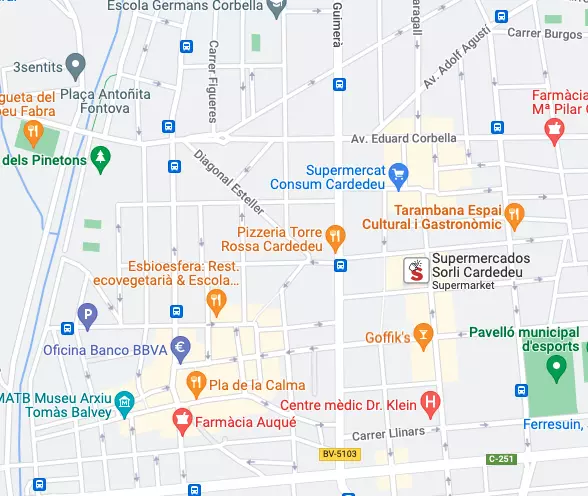 Escola Germans Corbella
Guimerà
aragall
Carrer Burgos
Av. Adolf Agustí
3sentits
Carrer Figueres
Plaça Antoñita
Fontova
gueta del
peu Fabra
Farmàcia
Mª Pilar
Av. Eduard Corbella
dels Pinetons
Diagonal Esteller
Supermercat
Consum Cardedeu
Tarambana Espai
Cultural i Gastronòmic
Pizzeria Torre
Rossa Cardedeu
Esbioesfera: Rest.
ecovegetarià & Escola...
S
Supermercados
Sorli Cardedeu
Supermarket
P
Goffik's
Pavelló municipal
d'esports
Oficina Banco BBVA
€
Pla de la Calma
MATB Museu Arxiu
Tomàs Balvey
Centre mèdic Dr. Klein
H
Farmàcia Auqué
Carrer Llinars
Ferresuin,
BV-5103
C-251